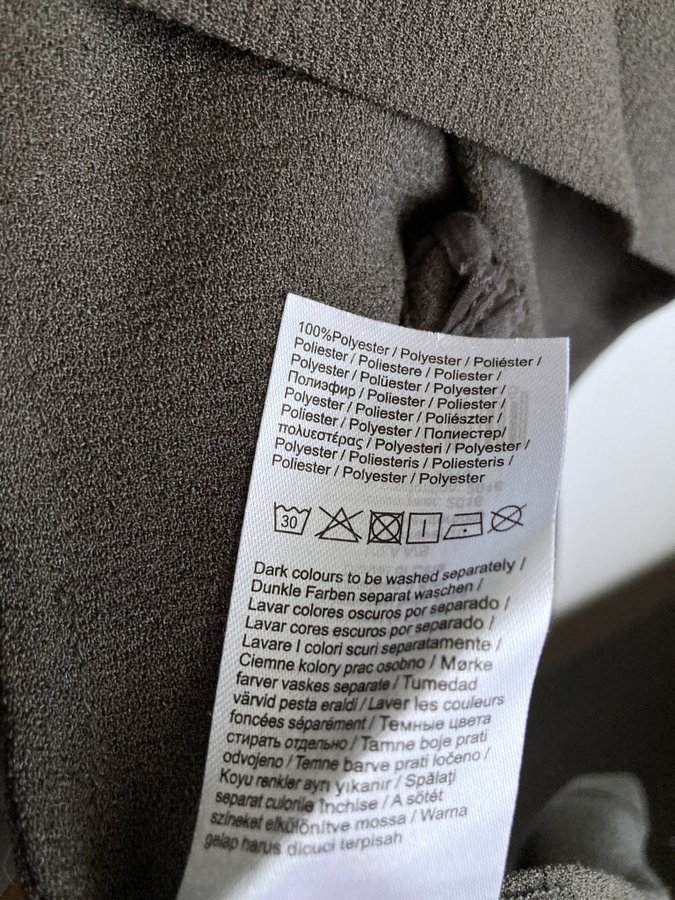 100%Polyester / Polyester / Poliéster /
Poliester / Poliestere / Poliester /
Polyester / Polüester / Polyester /
Полиэфир / Poliester / Poliester /
Polyester / Polyester / Poliészter /
Poliester / Polyester / Полиестер/
πολυεστέρας / Polyesteri / Polyester /
Polyester / Poliesteris / Poliesteris /
Poliester / Polyester / Polyester
30
Dark colours to be washed separately /
Dunkle Farben separat waschen /
Lavar colores oscuros por separado /
Lavar cores escuros por separado /
Lavare I colori scuri separatamente /
Ciemne kolory prac osobno / Mørke
farver vaskes separate / Tumedad
värvid pesta eraldi / Laver les couleurs
foncées séparément / Темные цвета
стирать отдельно / Tamne boje prati
odvojeno / Temne barve prati ločeno /
Koyu renkler ayrı yıkanır / Spălaţi
separat culorile închise / A sötét
színeket elkülönítve mossa / Warna
gelap harus dicuci terpisah